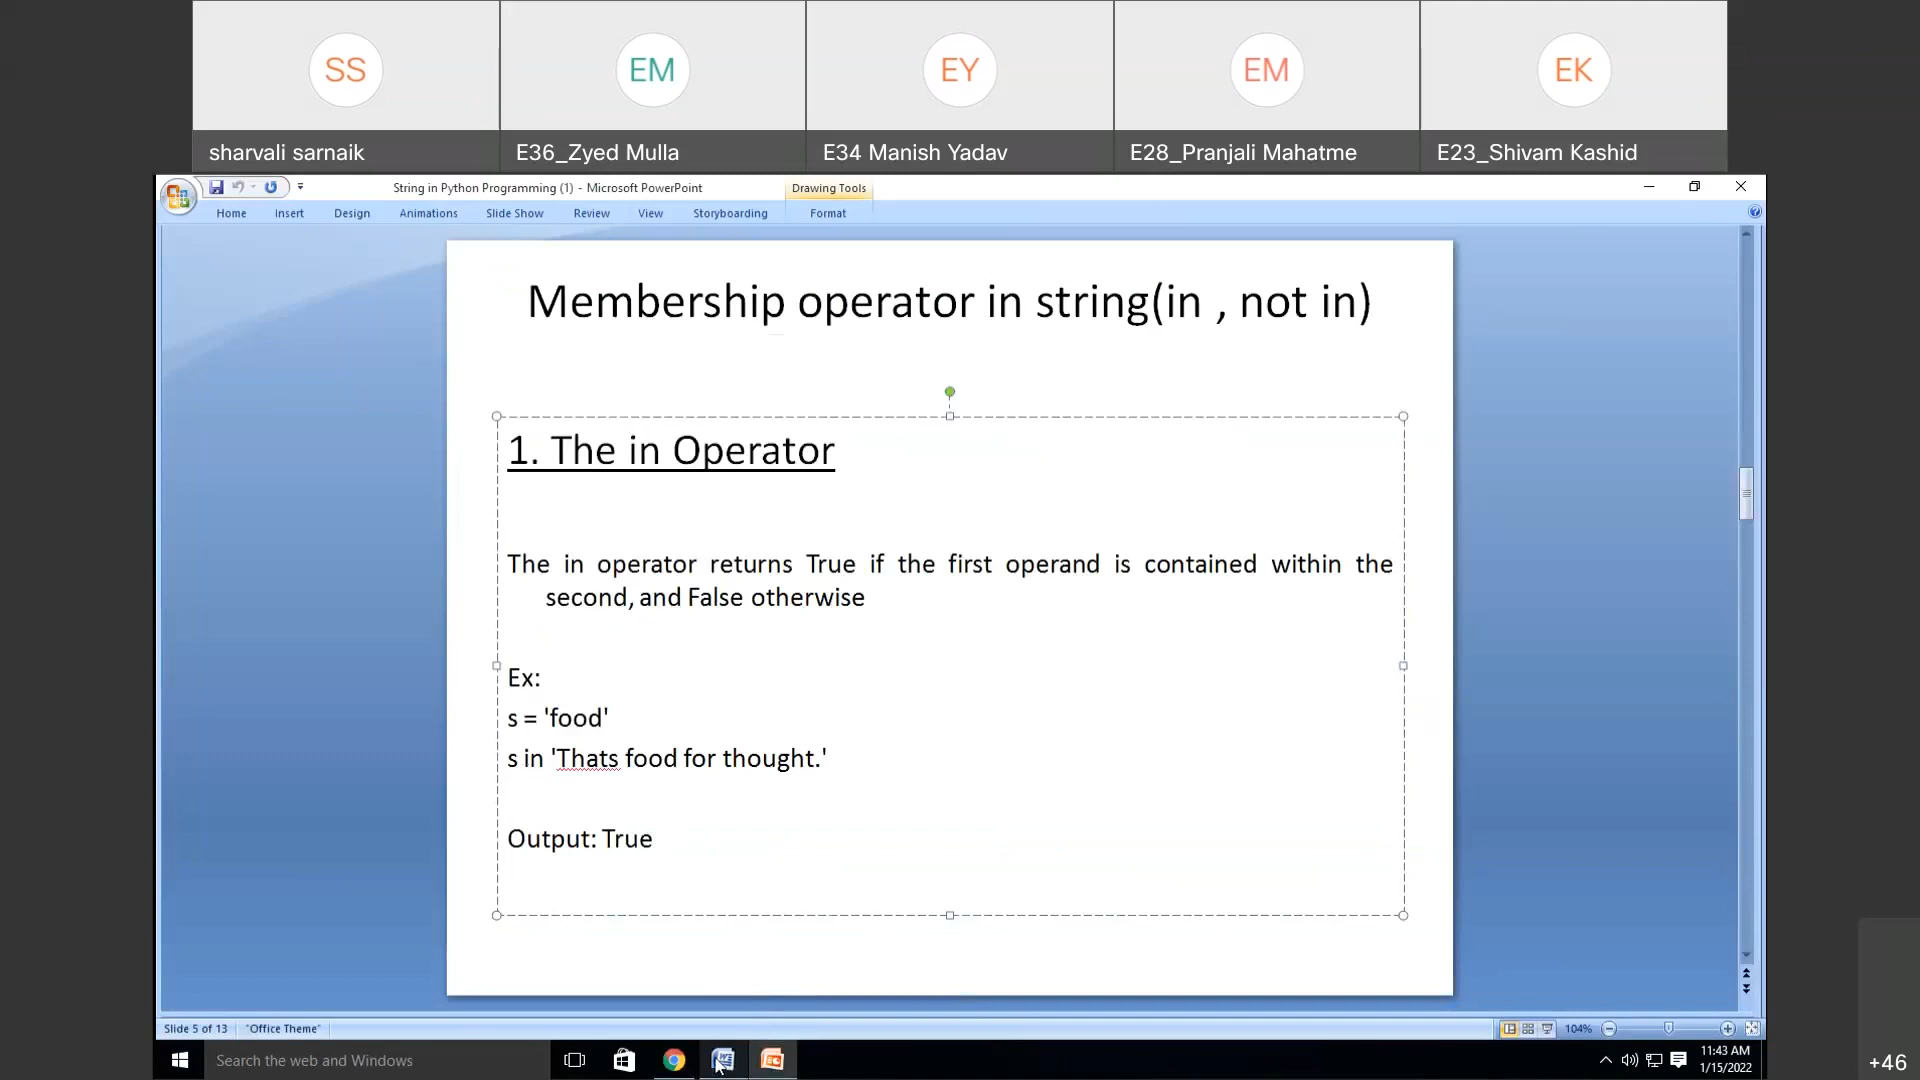 SS
EM
EY
EM
EK
sharvali sarnaik
E36_Zyed Mulla
E34 Manish Yadav
E28_Pranjali Mahatme
E23_Shivam Kashid
String in Python Programming (1) - Microsoft PowerPoint
Drawing Tools
Home
Insert
Design
Animations
Slide Show
Review
View
Storyboarding
Format
Membership operator in string(in , not in)
1. The in Operator
The in operator returns True if the first operand is contained within the
second, and False otherwise
Ex:
s = 'food'
s in 'Thats food for thought.'
Output: True
Slide 5 of 13
"Office Theme"
104%
Search the web and Windows
11:43 AM
1/15/2022
+46